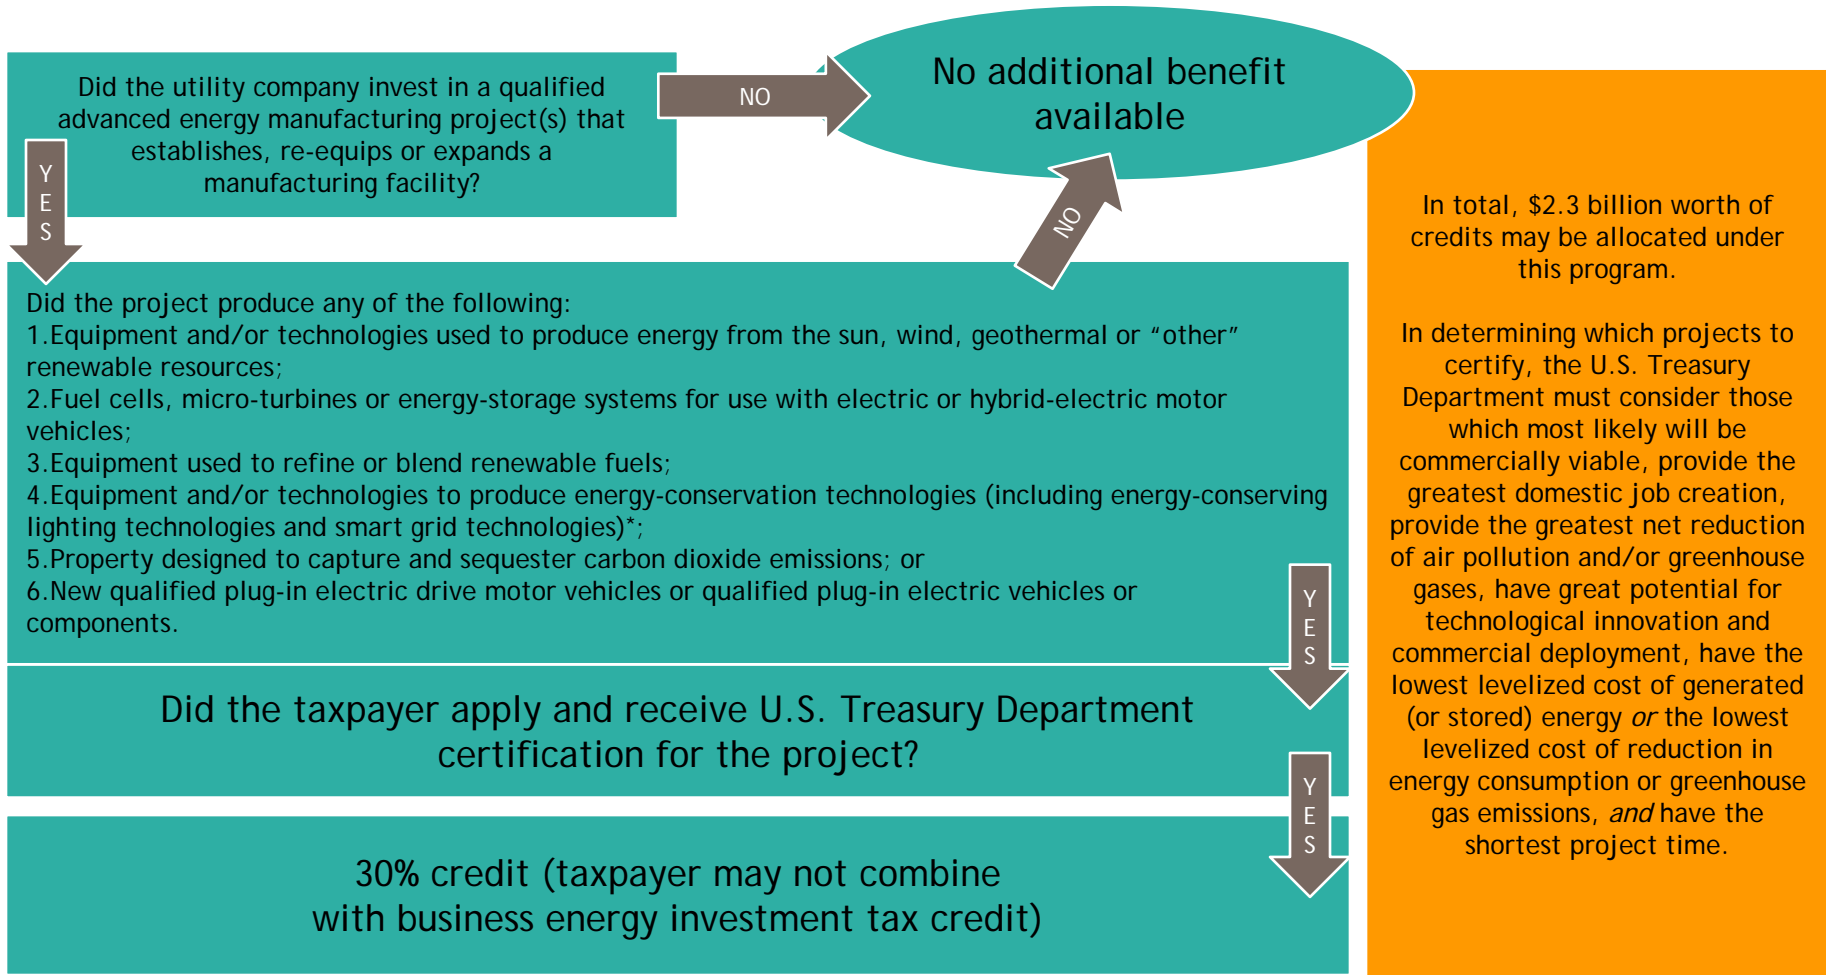 Did the utility company invest in a qualified
advanced energy manufacturing project(s) that
establishes, re-equips or expands a
manufacturing facility?
NO
No additional benefit
available
YES
NO
Did the project produce any of the following:
1.Equipment and/or technologies used to produce energy from the sun, wind, geothermal or “other”
renewable resources;
2.Fuel cells, micro-turbines or energy-storage systems for use with electric or hybrid-electric motor
vehicles;
3.Equipment used to refine or blend renewable fuels;
4.Equipment and/or technologies to produce energy-conservation technologies (including energy-conserving
lighting technologies and smart grid technologies)*;
5.Property designed to capture and sequester carbon dioxide emissions; or
6.New qualified plug-in electric drive motor vehicles or qualified plug-in electric vehicles or
components.
YES
Did the taxpayer apply and receive U.S. Treasury Department
certification for the project?
YES
30% credit (taxpayer may not combine
with business energy investment tax credit)
In total, $2.3 billion worth of
credits may be allocated under
this program.
In determining which projects to
certify, the U.S. Treasury
Department must consider those
which most likely will be
commercially viable, provide the
greatest domestic job creation,
provide the greatest net reduction
of air pollution and/or greenhouse
gases, have great potential for
technological innovation and
commercial deployment, have the
lowest levelized cost of generated
(or stored) energy or the lowest
levelized cost of reduction in
energy consumption or greenhouse
gas emissions, and have the
shortest project time.